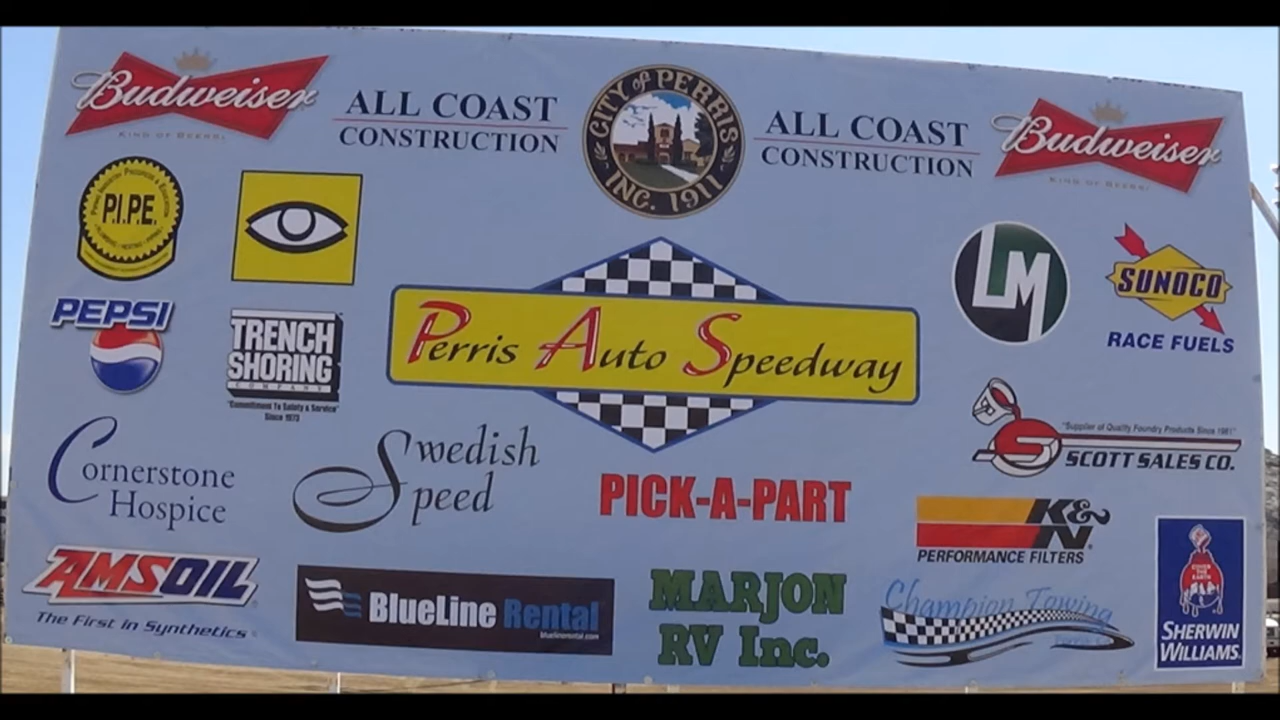 Budweiser
KING OF BEERS
ALL COAST
CONSTRUCTION
CITY of PERRIS
INC. 1911
ALL COAST
CONSTRUCTION
Budweiser
KING OF BEERS
P.I.P.E.
LM
SUNOCO
RACE FUELS
PEPSI
TRENCH
SHORING
COMPANY
"Commitment To Safety & Service"
Since 1973
Perris Auto Speedway
"Supplier of Quality Foundry Products Since 1981"
S
SCOTT SALES CO.
Cornerstone
Hospice
Swedish
Speed
PICK-A-PART
K&N
PERFORMANCE FILTERS
AMSOIL
The First in Synthetics
BlueLine Rental
bluelinerental.com
MARJON
RV Inc.
Champion Towing
COVER THE EARTH
SHERWIN
WILLIAMS